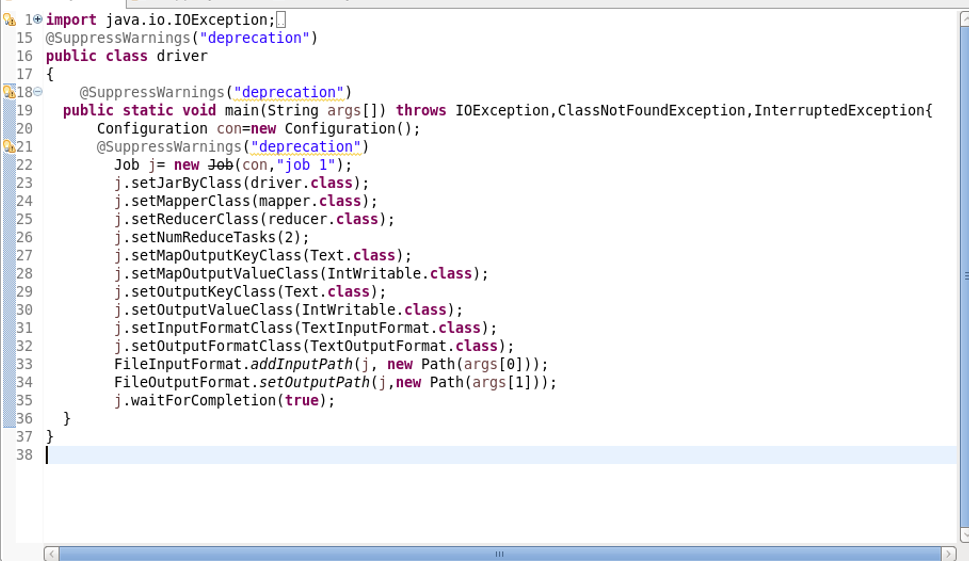 1 import java.io.IOException;
15 @SuppressWarnings("deprecation")
16 public class driver
17 {
18     @SuppressWarnings("deprecation")
19   public static void main(String args[]) throws IOException,ClassNotFoundException,InterruptedException{
20       Configuration con=new Configuration();
21       @SuppressWarnings("deprecation")
22         Job j= new Job(con,"job 1");
23         j.setJarByClass(driver.class);
24         j.setMapperClass(mapper.class);
25         j.setReducerClass(reducer.class);
26         j.setNumReduceTasks(2);
27         j.setMapOutputKeyClass(Text.class);
28         j.setMapOutputValueClass(IntWritable.class);
29         j.setOutputKeyClass(Text.class);
30         j.setOutputValueClass(IntWritable.class);
31         j.setInputFormatClass(TextInputFormat.class);
32         j.setOutputFormatClass(TextOutputFormat.class);
33         FileInputFormat.addInputPath(j, new Path(args[0]));
34         FileOutputFormat.setOutputPath(j,new Path(args[1]));
35         j.waitForCompletion(true);
36   }
37 }
38